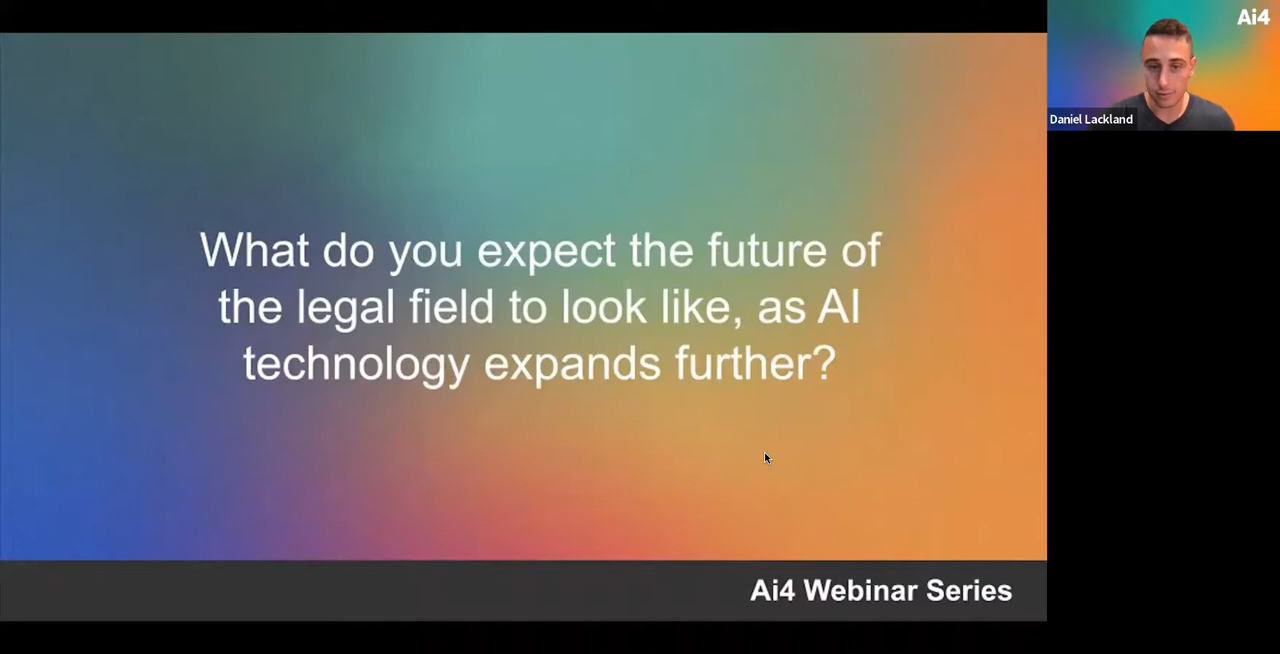 What do you expect the future of
the legal field to look like, as AI
technology expands further?
Ai4 Webinar Series
Ai4
Daniel Lackland